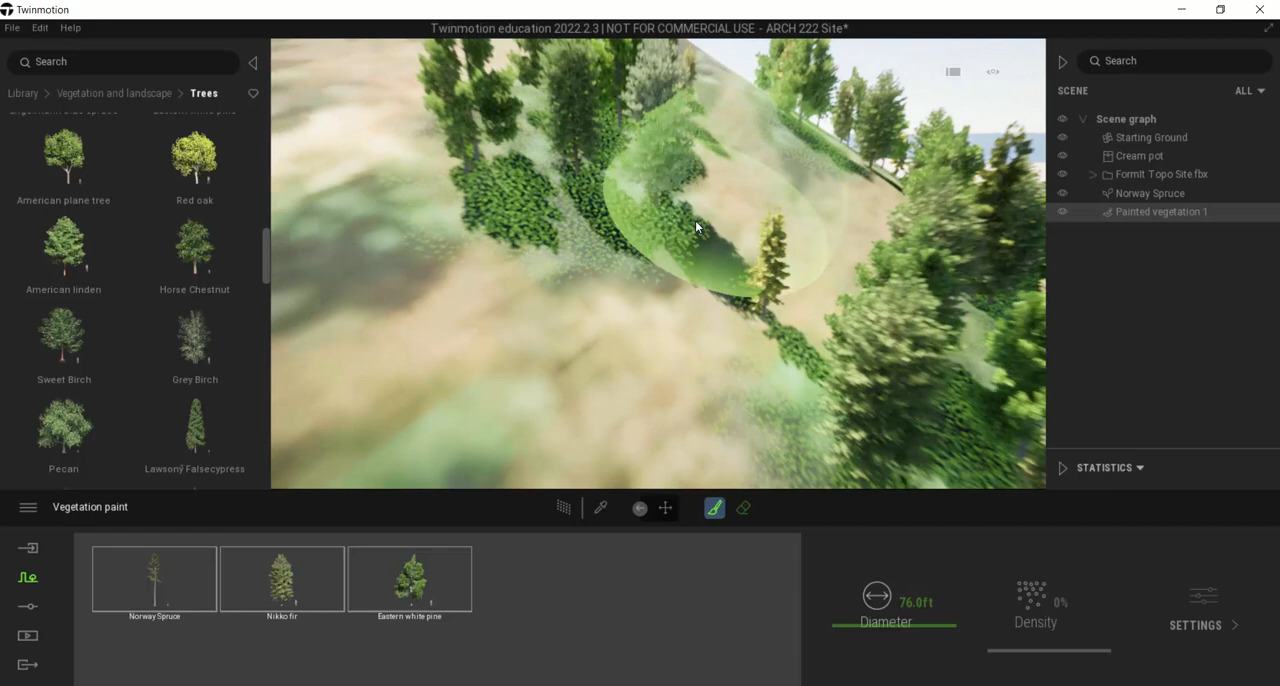 Twinmotion
File Edit Help
Twinmotion education 2022.2.3 | NOT FOR COMMERCIAL USE - ARCH 222 Site*
Search
Library > Vegetation and landscape > Trees
American plane tree
Red oak
American linden
Horse Chestnut
Sweet Birch
Grey Birch
Pecan
Lawsony Falsecypress
Search
SCENE
ALL
Scene graph
Starting Ground
Cream pot
FormIt Topo Site.fbx
Norway Spruce
Painted vegetation 1
STATISTICS
Vegetation paint
Norway Spruce
Nikko fir
Eastern white pine
76.0ft
Diameter
0%
Density
SETTINGS >